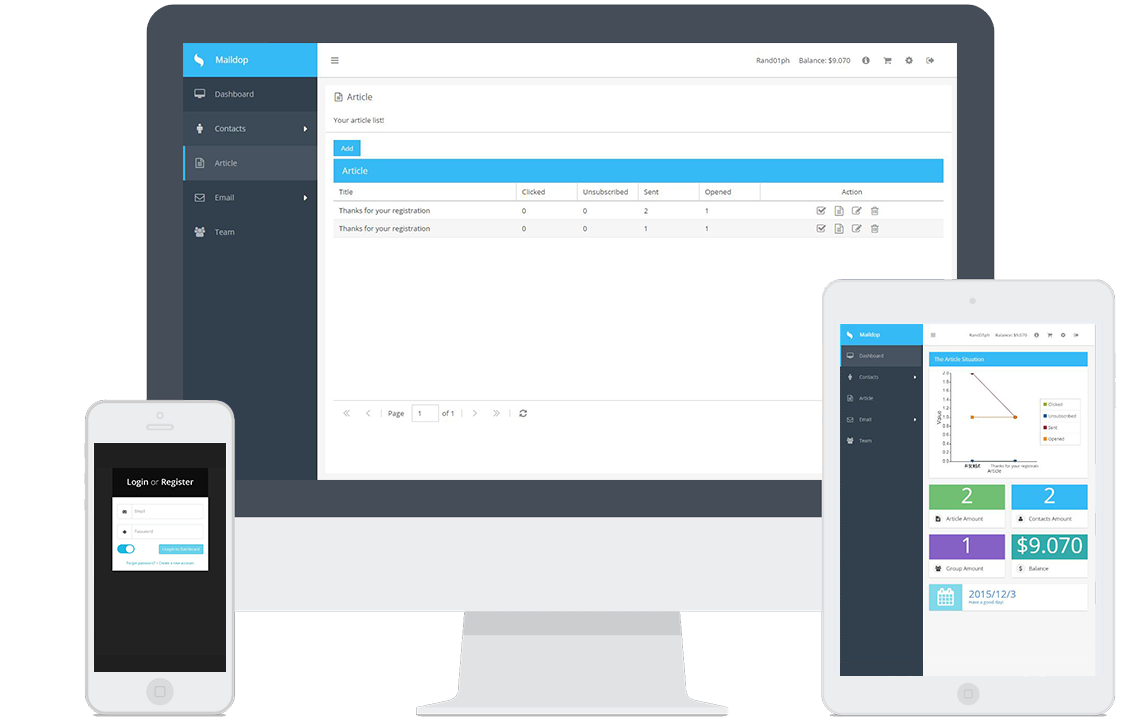 Maildop
Rand01ph Balance: $9.070
Dashboard
Contacts
Article
Email
Team
Article
Your article list!
Add
Article
Title Clicked Unsubscribed Sent Opened Action
Thanks for your registration 0 0 2 1
Thanks for your registration 0 0 1 1
Page 1 of 1
Login or Register
Email
Password
Forgot password? • Create a new account
Maildop
Rand01ph Balance: $9.070
Dashboard
Contacts
Article
Email
Team
The Article Situation
2.0
1.8
1.6
1.4
1.2
1.0
0.8
0.6
0.4
0.2
Value
Clicked
Unsubscribed
Sent
Opened
Thanks for your registration
Article
2
Article Amount
2
Contacts Amount
1
Group Amount
$9.070
$ Balance
2015/12/3
Have a good day!